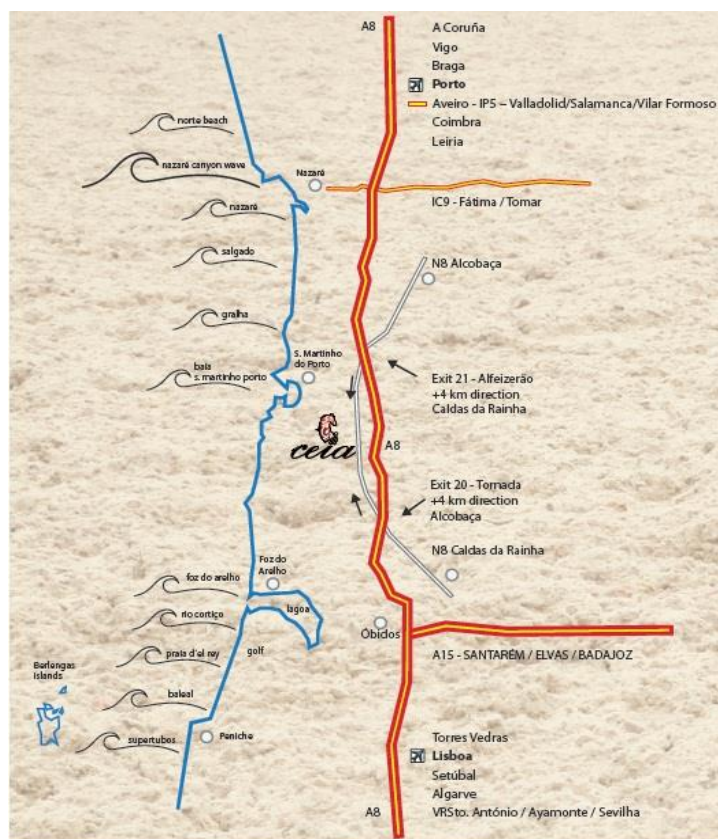 A8
A Coruña
Vigo
Braga
Porto
Aveiro - IP5 – Valladolid/Salamanca/Vilar Formoso
Coimbra
Leiria
norte beach
nazaré canyon wave
Nazaré
IC9 - Fátima / Tomar
nazaré
salgado
N8 Alcobaça
gralha
S. Martinho
do Porto
baía
s. martinho porto
Exit 21 - Alfeizerão
+4 km direction
Caldas da Rainha
ceia
A8
Exit 20 - Tornada
+4 km direction
Alcobaça
N8 Caldas da Rainha
Foz do
Arelho
foz do arelho
lagoa
rio cortiço
Óbidos
golf
praia d'el rey
A15 - SANTARÉM / ELVAS / BADAJOZ
Berlengas
Islands
baleal
supertubos
Peniche
Torres Vedras
Lisboa
Setúbal
Algarve
A8
VRSto. António / Ayamonte / Sevilha